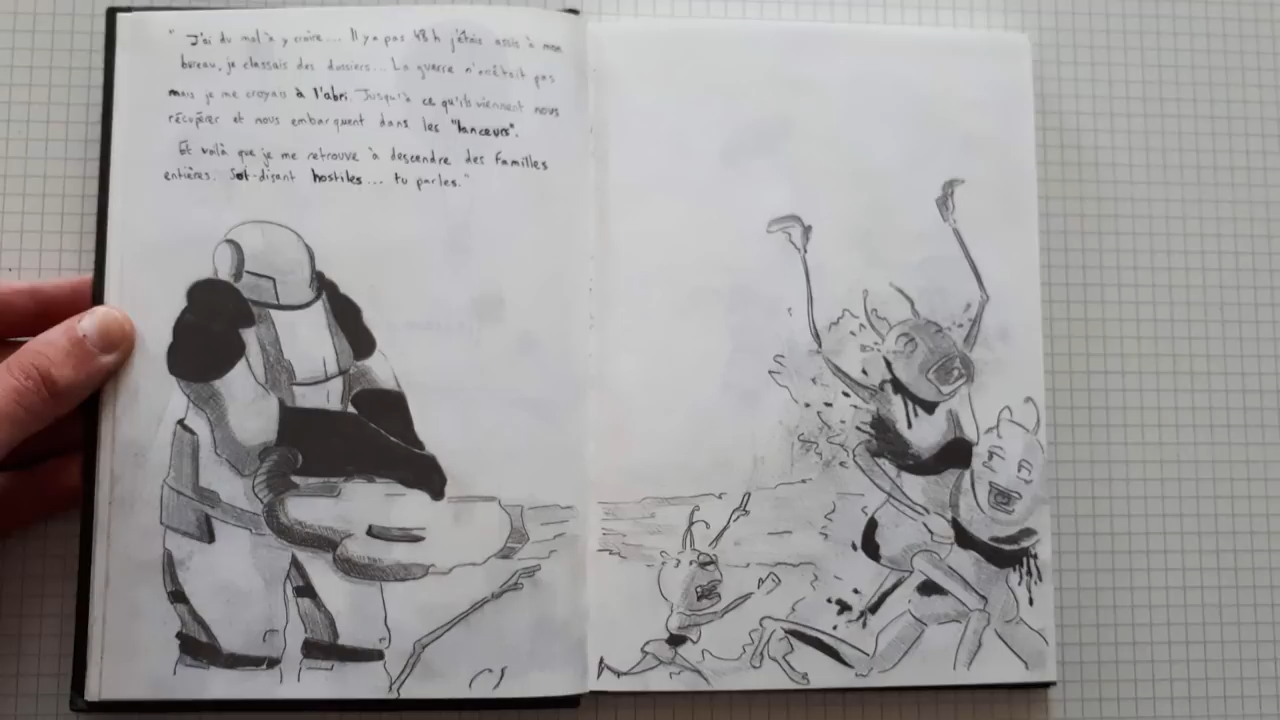 " J'ai du mal à y croire... Il y a pas 48 h j'étais assis à mon
bureau, je classais des dossiers... La guerre n'arrêtait pas
mais je me croyais à l'abri. Jusqu'à ce qu'ils viennent nous
récupérer et nous embarquent dans les "lanceurs".
Et voilà que je me retrouve à descendre des familles
entières. Soi-disant hostiles... tu parles."